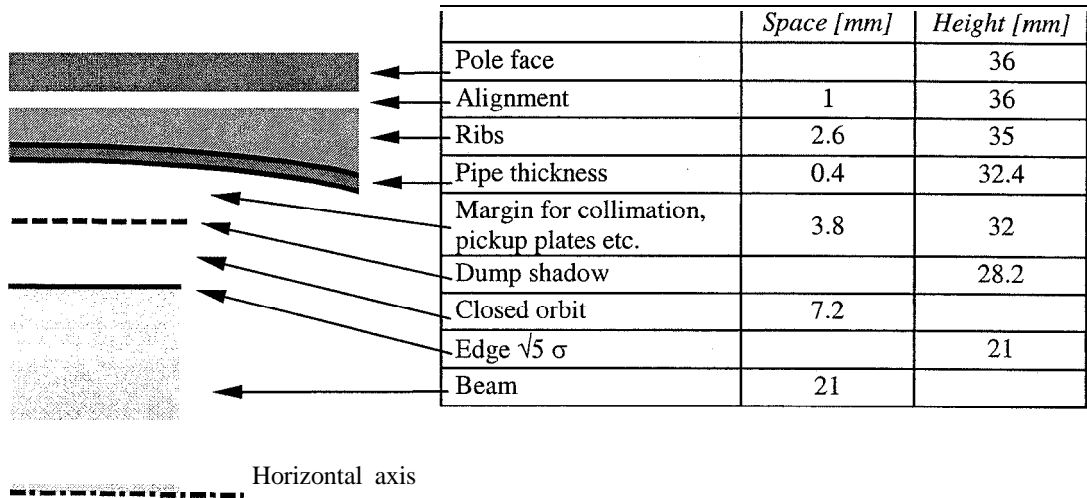 Space [mm] Height [mm]
Pole face 36
Alignment 1 36
Ribs 2.6 35
Pipe thickness 0.4 32.4
Margin for collimation,
pickup plates etc. 3.8 32
Dump shadow 28.2
Closed orbit 7.2
Edge √5 σ 21
Beam 21
Horizontal axis